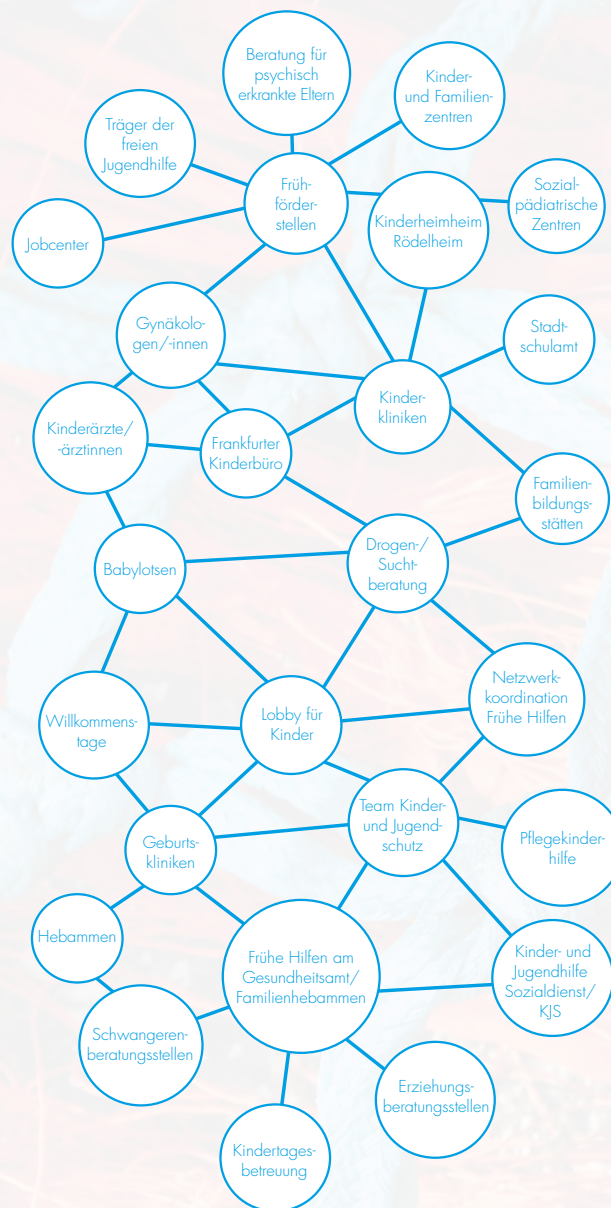 Beratung für
psychisch
erkrankte Eltern
Kinder-
und Familien-
zentren
Träger der
freien
Jugendhilfe
Früh-
förder-
stellen
Kinderheimheim
Rödelheim
Sozial-
pädiatrische
Zentren
Jobcenter
Gynäkolo-
gen/-innen
Stadt-
schulamt
Kinder-
kliniken
Kinderärzte/
-ärztinnen
Frankfurter
Kinderbüro
Familien-
bildungs-
stätten
Babylotsen
Drogen-/
Sucht-
beratung
Netzwerk-
koordination
Frühe Hilfen
Willkommens-
tage
Lobby für
Kinder
Team Kinder-
und Jugend-
schutz
Geburts-
kliniken
Pflegekinder-
hilfe
Hebammen
Frühe Hilfen am
Gesundheitsamt/
Familienhebammen
Kinder- und
Jugendhilfe
Sozialdienst/
KJS
Schwangeren-
beratungsstellen
Erziehungs-
beratungsstellen
Kindertages-
betreuung